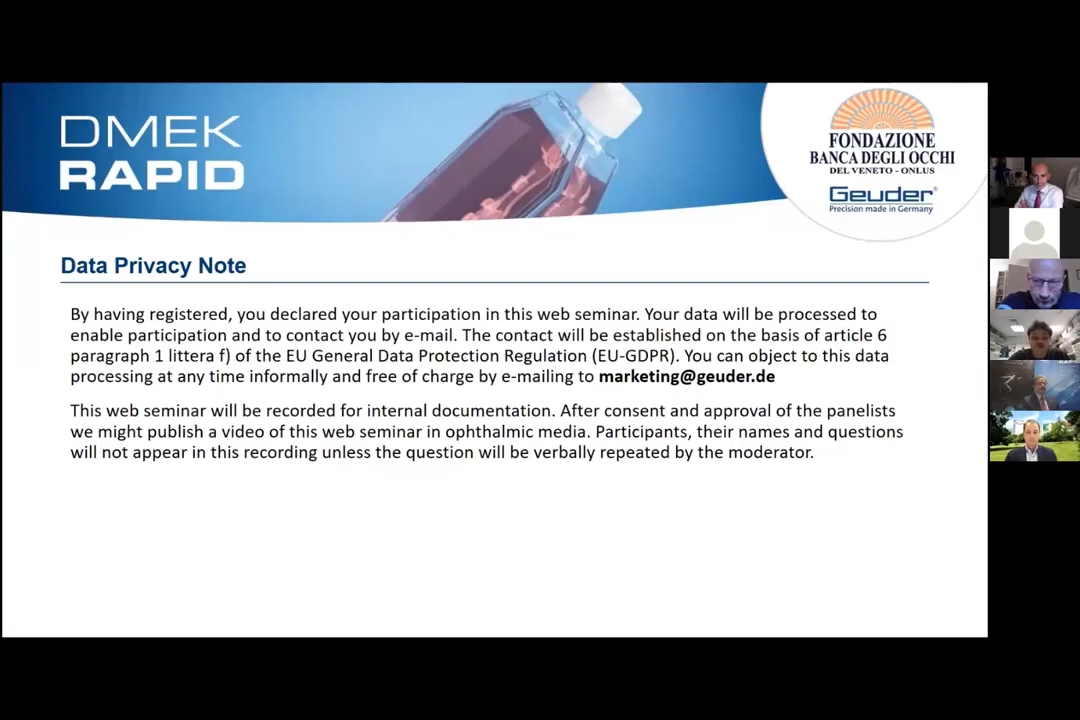 DMEK
RAPID
FONDAZIONE
BANCA DEGLI OCCHI
DEL VENETO - ONLUS
Geuder®
Precision made in Germany
Data Privacy Note
By having registered, you declared your participation in this web seminar. Your data will be processed to
enable participation and to contact you by e-mail. The contact will be established on the basis of article 6
paragraph 1 littera f) of the EU General Data Protection Regulation (EU-GDPR). You can object to this data
processing at any time informally and free of charge by e-mailing to marketing@geuder.de
This web seminar will be recorded for internal documentation. After consent and approval of the panelists
we might publish a video of this web seminar in ophthalmic media. Participants, their names and questions
will not appear in this recording unless the question will be verbally repeated by the moderator.